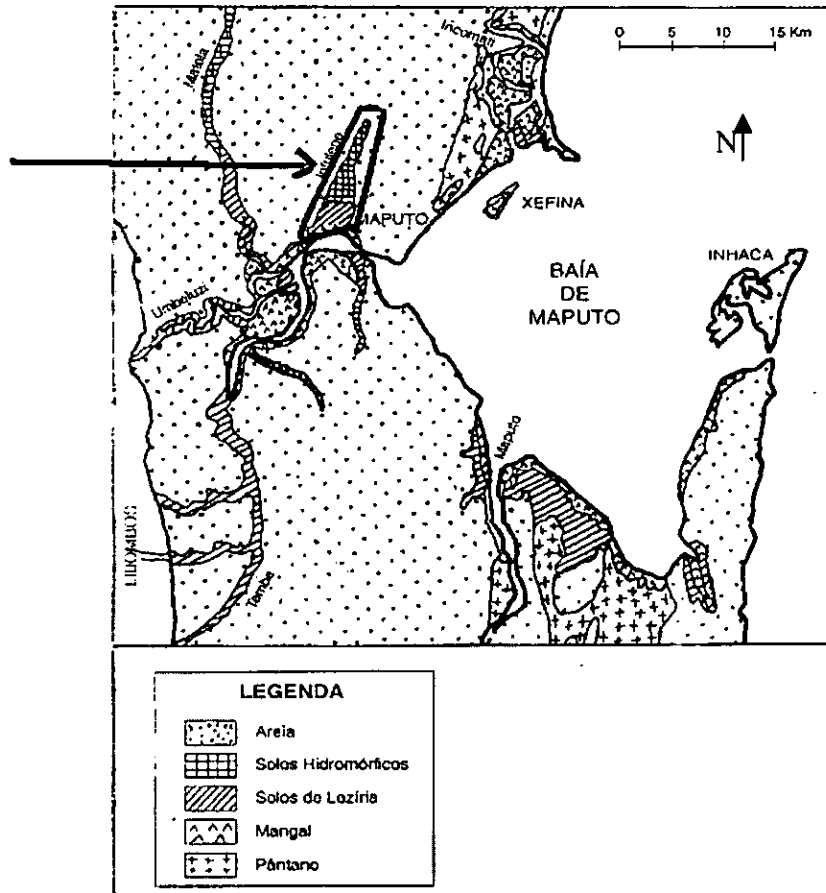 Incomati
0 5 10 15 Km
Matola
N
Infulene
XEFINA
MAPUTO
INHACA
BAÍA
DE
MAPUTO
Umbeluzi
Maputo
LIBOMBOS
Tembe
LEGENDA
Areia
Solos Hidromórficos
Solos de Lezíria
Mangal
Pântano